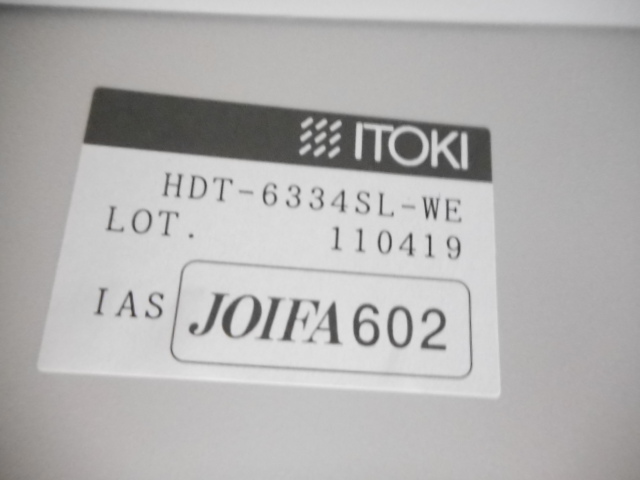 ITOKI
HDT-6334SL-WE
LOT. 110419
IAS JOIFA602